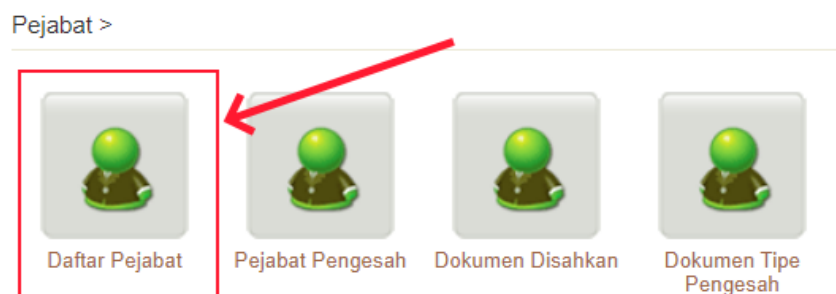 Pejabat >
Daftar Pejabat
Pejabat Pengesah
Dokumen Disahkan
Dokumen Tipe
Pengesah